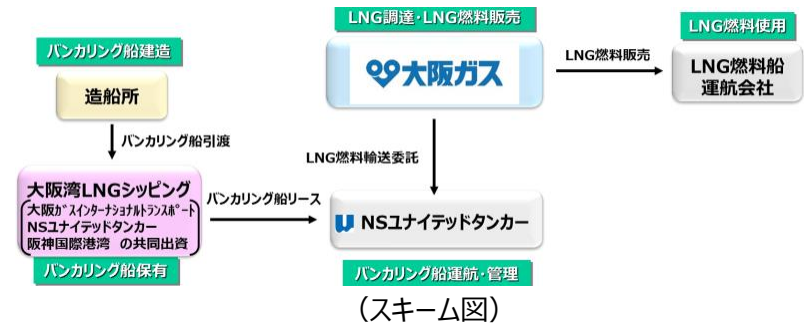 LNG調達・LNG燃料販売
LNG燃料使用
バンカリング船建造
大阪ガス
LNG燃料販売
LNG燃料船
運航会社
造船所
バンカリング船引渡
LNG燃料輸送委託
大阪湾LNGシッピング
大阪ガスインターナショナルトランスポート
NSユナイテッドタンカー
阪神国際港湾 の共同出資
バンカリング船リース
NSユナイテッドタンカー
バンカリング船保有
バンカリング船運航・管理
(スキーム図)